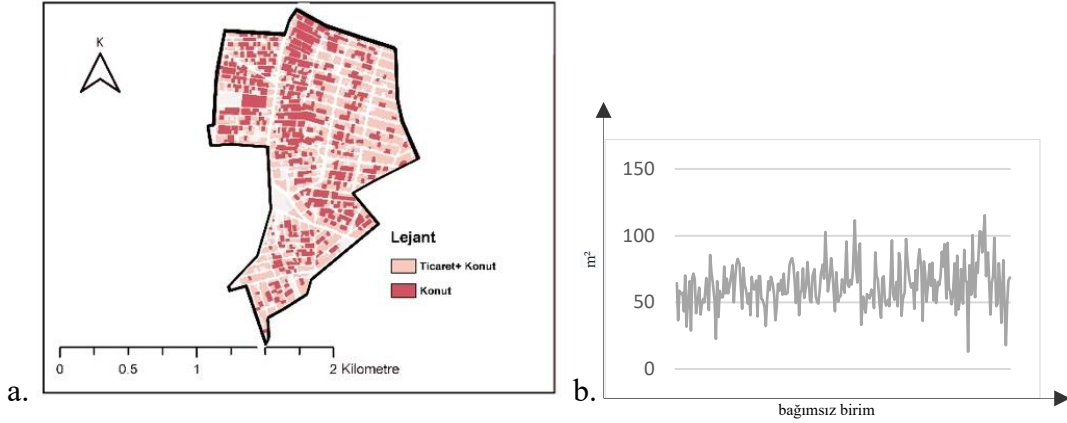 K
Lejant
Ticaret+ Konut
Konut
0 0.5 1 2 Kilometre
a.
150
100
50
0
m²
bağımsız birim
b.